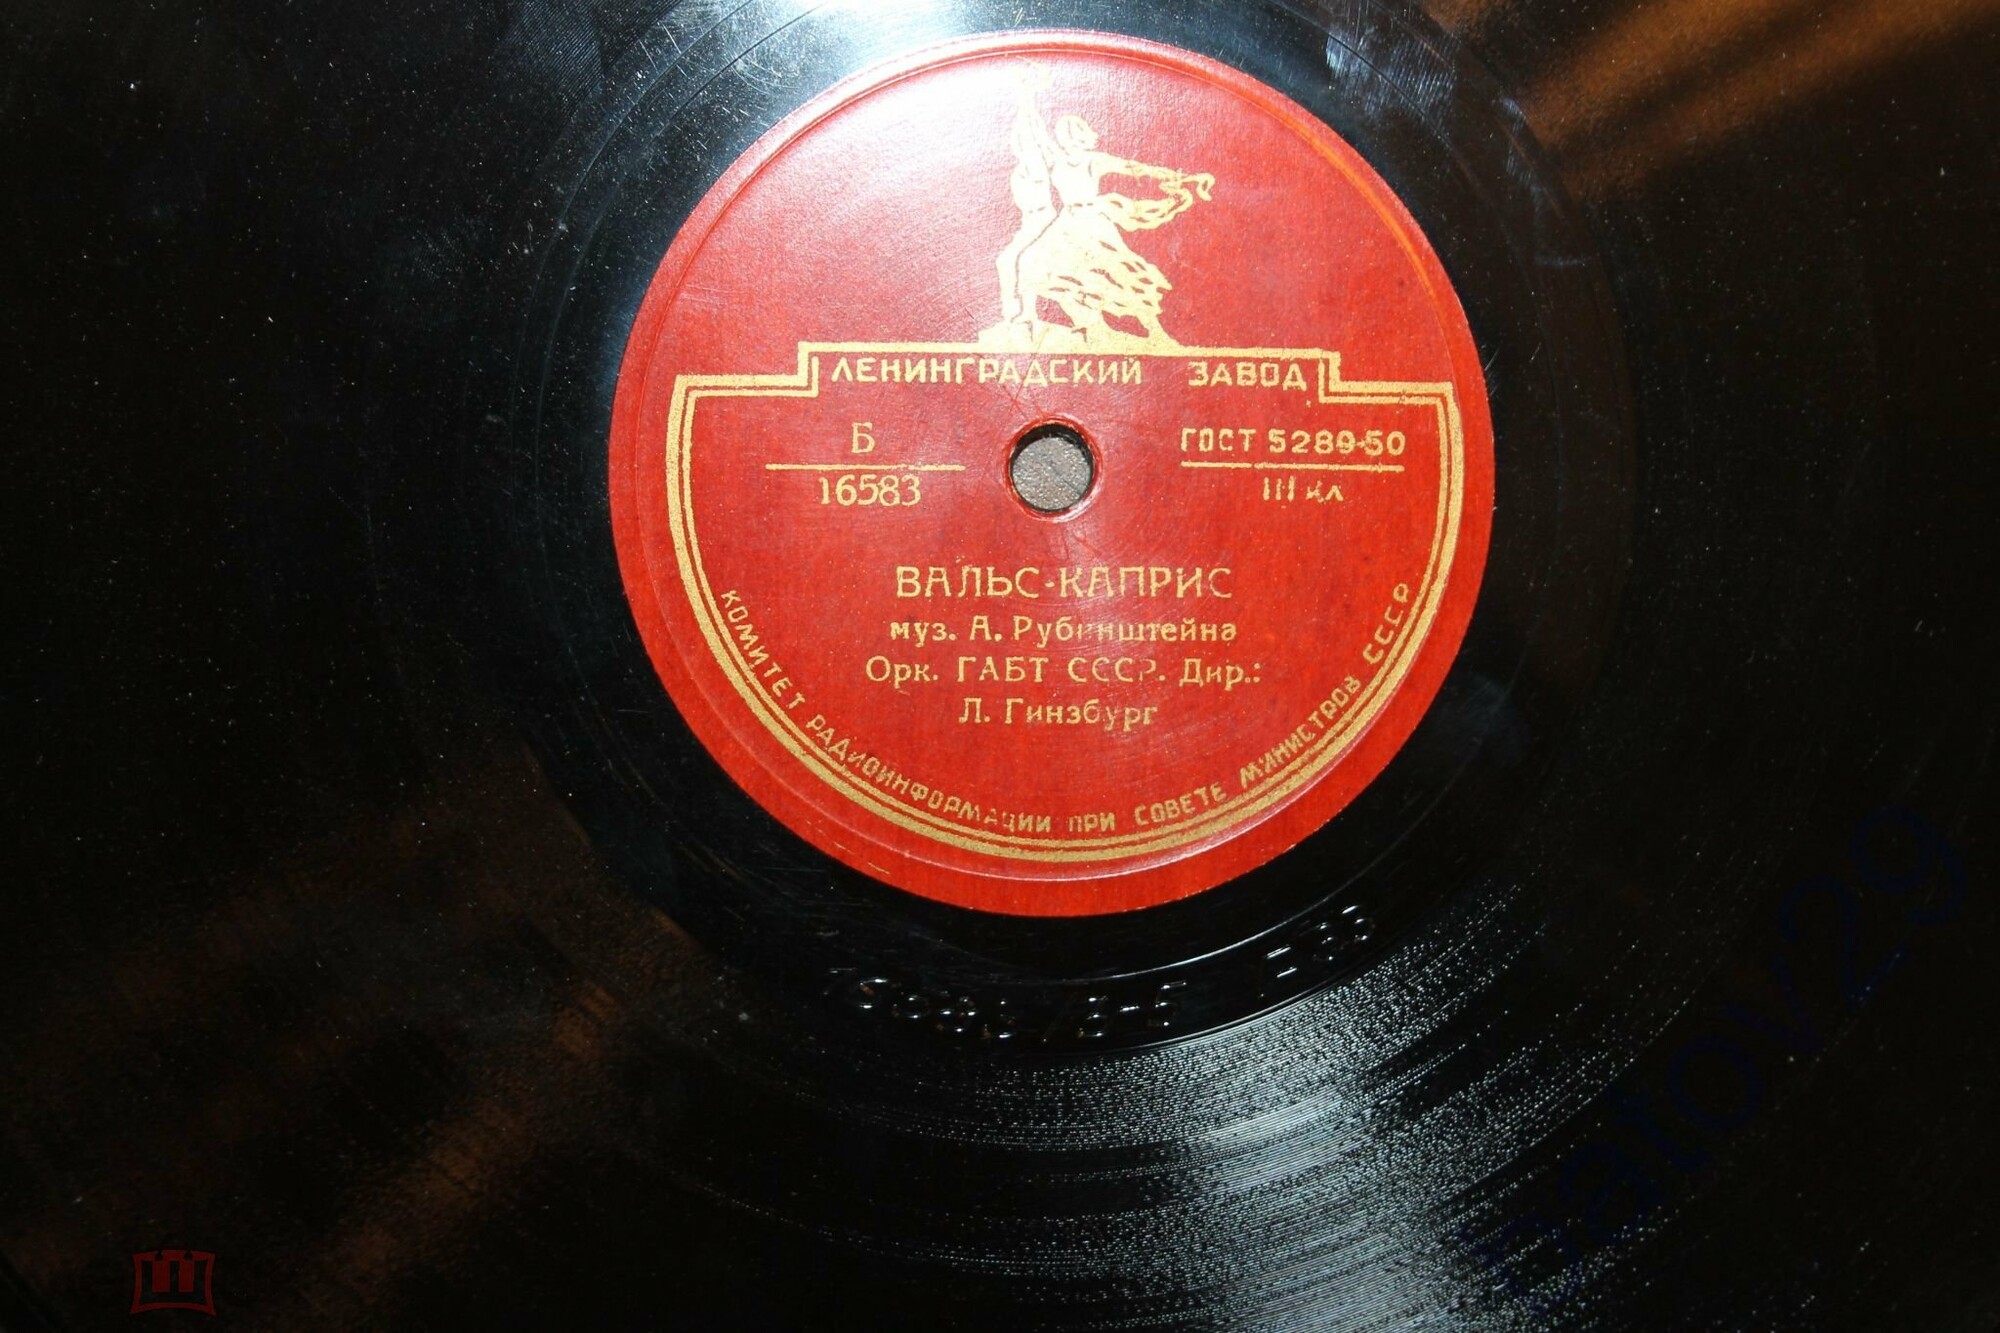 ЛЕНИНГРАДСКИЙ ЗАВОД
Б
16583
ГОСТ 5289-50
III кл
ВАЛЬС-КАПРИС
муз. А. Рубинштейна
Орк. ГАБТ СССР. Дир.:
Л. Гинзбург
КОМИТЕТ РАДИОИНФОРМАЦИИ ПРИ СОВЕТЕ МИНИСТРОВ СССР